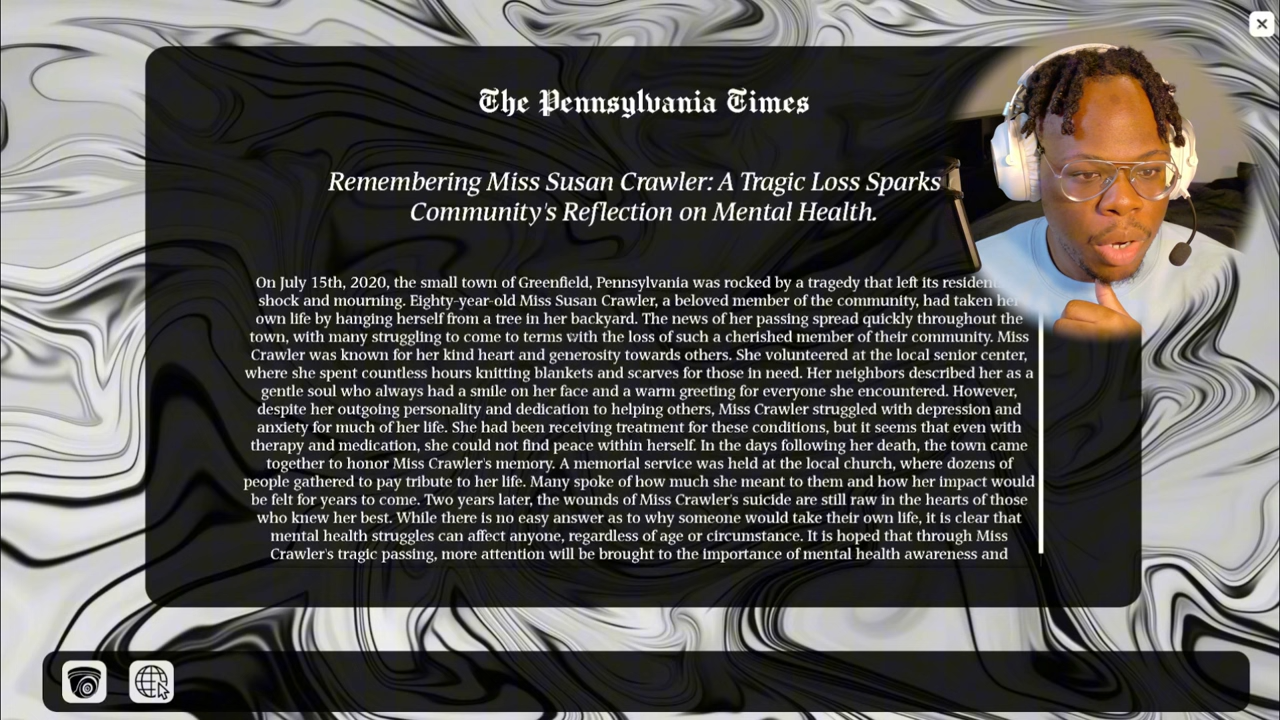 The Pennsylvania Times
Remembering Miss Susan Crawler: A Tragic Loss Sparks
Community's Reflection on Mental Health.
On July 15th, 2020, the small town of Greenfield, Pennsylvania was rocked by a tragedy that left its
shock and mourning. Eighty-year-old Miss Susan Crawler, a beloved member of the community, had taken her
own life by hanging herself from a tree in her backyard. The news of her passing spread quickly throughout the
town, with many struggling to come to terms with the loss of such a cherished member of their community. Miss
Crawler was known for her kind heart and generosity towards others. She volunteered at the local senior center,
where she spent countless hours knitting blankets and scarves for those in need. Her neighbors described her as a
gentle soul who always had a smile on her face and a warm greeting for everyone she encountered. However,
despite her outgoing personality and dedication to helping others, Miss Crawler struggled with depression and
anxiety for much of her life. She had been receiving treatment for these conditions, but it seems that even with
therapy and medication, she could not find peace within herself. In the days following her death, the town came
together to honor Miss Crawler's memory. A memorial service was held at the local church, where dozens of
people gathered to pay tribute to her life. Many spoke of how much she meant to them and how her impact would
be felt for years to come. Two years later, the wounds of Miss Crawler's suicide are still raw in the hearts of those
who knew her best. While there is no easy answer as to why someone would take their own life, it is clear that
mental health struggles can affect anyone, regardless of age or circumstance. It is hoped that through Miss
Crawler's tragic passing, more attention will be brought to the importance of mental health awareness and